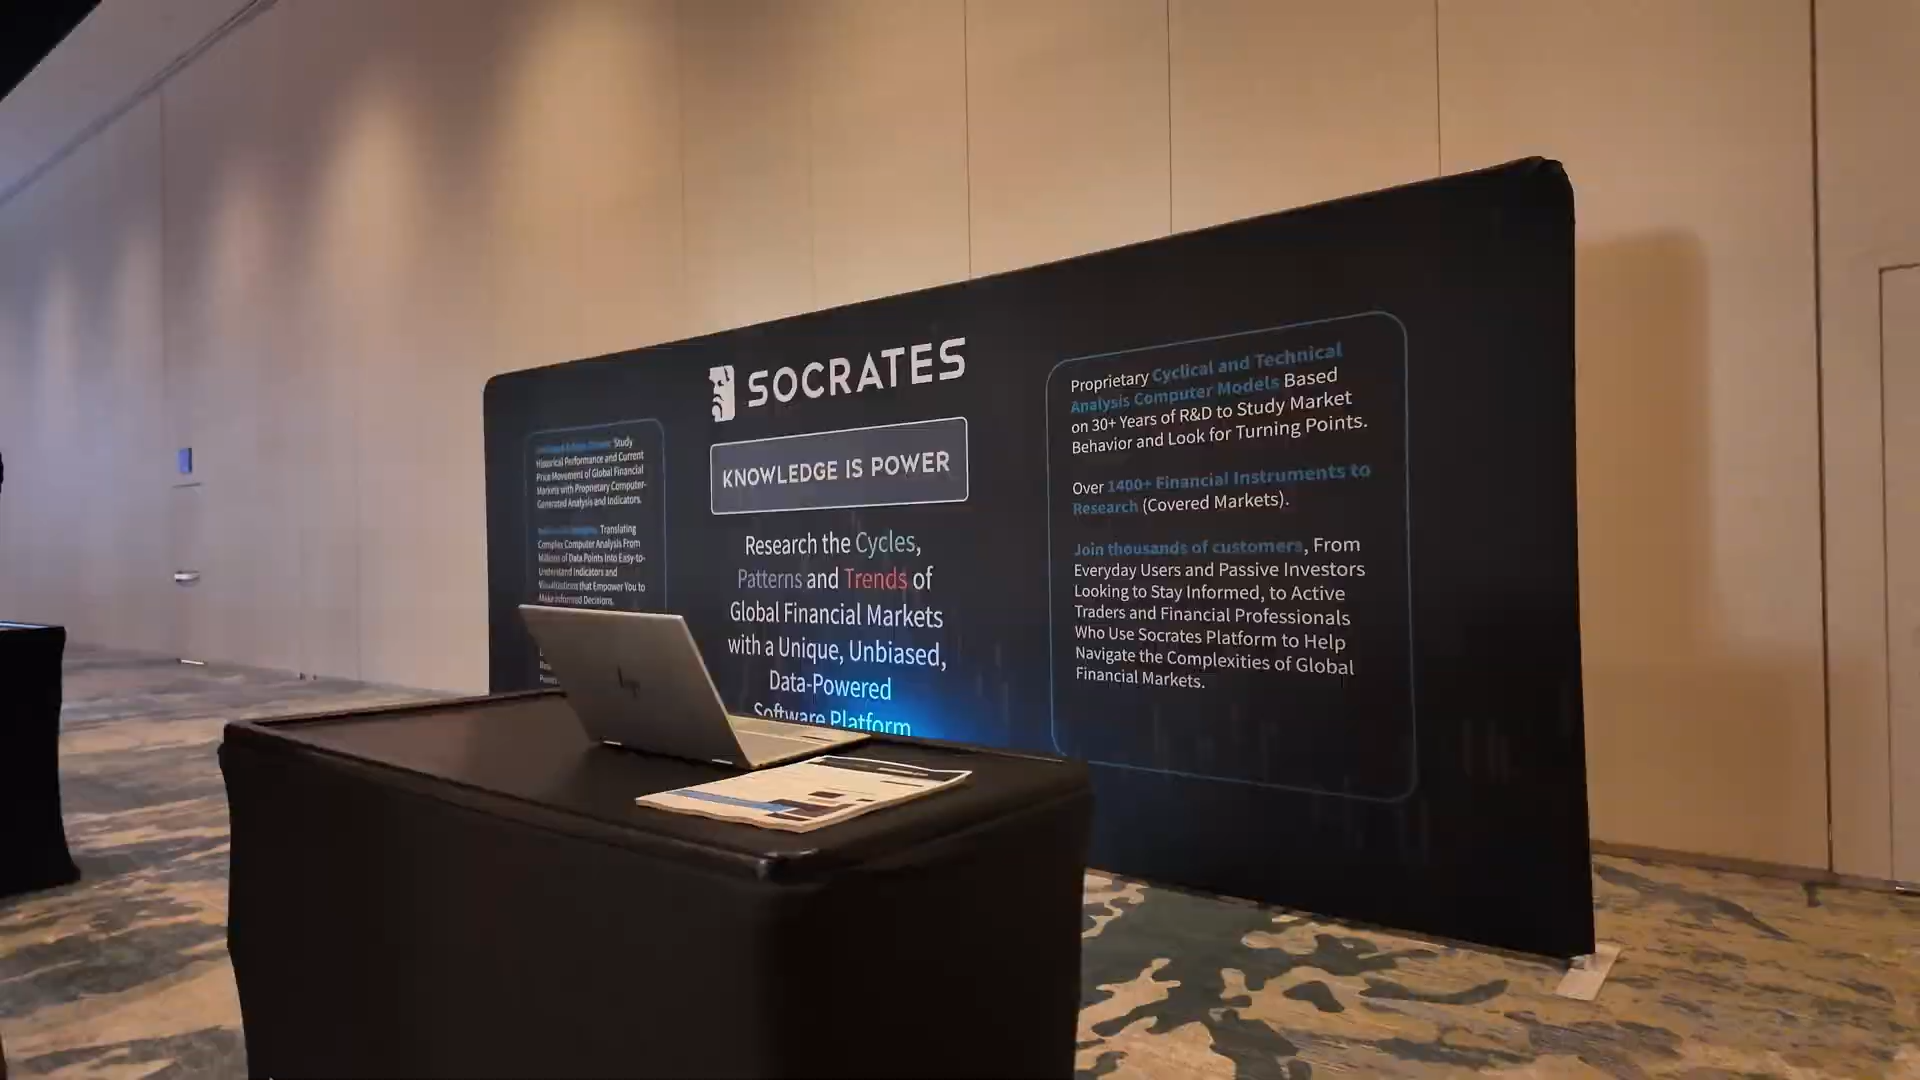 SOCRATES
KNOWLEDGE IS POWER
Research the Cycles,
Patterns and Trends of
Global Financial Markets
with a Unique, Unbiased,
Data-Powered
Software Platform
Study
Historical Performance and Current
Price Movement of Global Financial
Markets with Proprietary Computer-
Generated Analysis and Indicators.
Translating
Complex Computer Analysis From
Millions of Data Points Into Easy-to-
Understand Indicators and
Visualizations that Empower You to
Make Informed Decisions.
Proprietary Cyclical and Technical
Analysis Computer Models Based
on 30+ Years of R&D to Study Market
Behavior and Look for Turning Points.
Over 1400+ Financial Instruments to
Research (Covered Markets).
Join thousands of customers, From
Everyday Users and Passive Investors
Looking to Stay Informed, to Active
Traders and Financial Professionals
Who Use Socrates Platform to Help
Navigate the Complexities of Global
Financial Markets.
hp